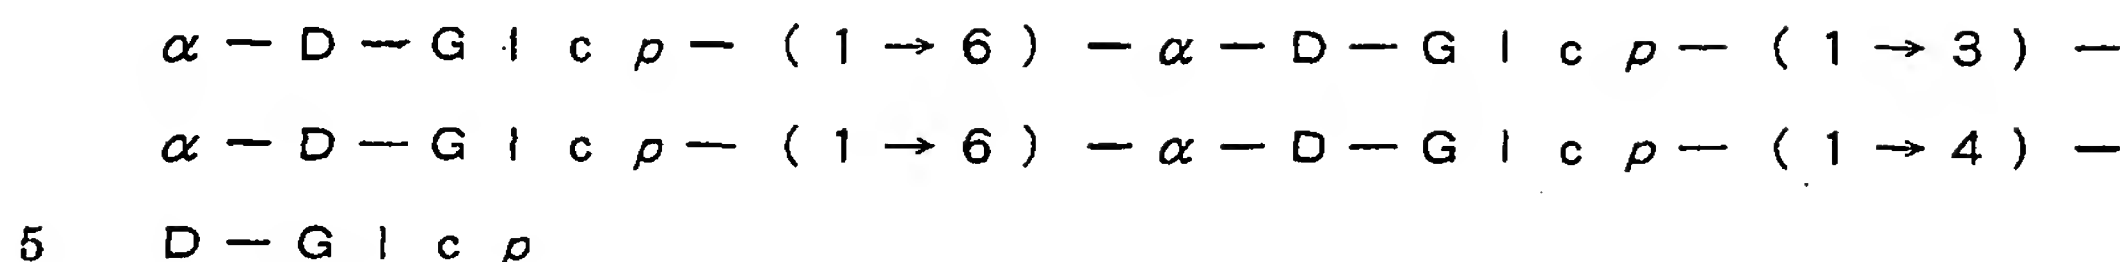 α－D－Glcp－(1→6)－α－D－Glcp－(1→3)－
α－D－Glcp－(1→6)－α－D－Glcp－(1→4)－
5 D－Glcp